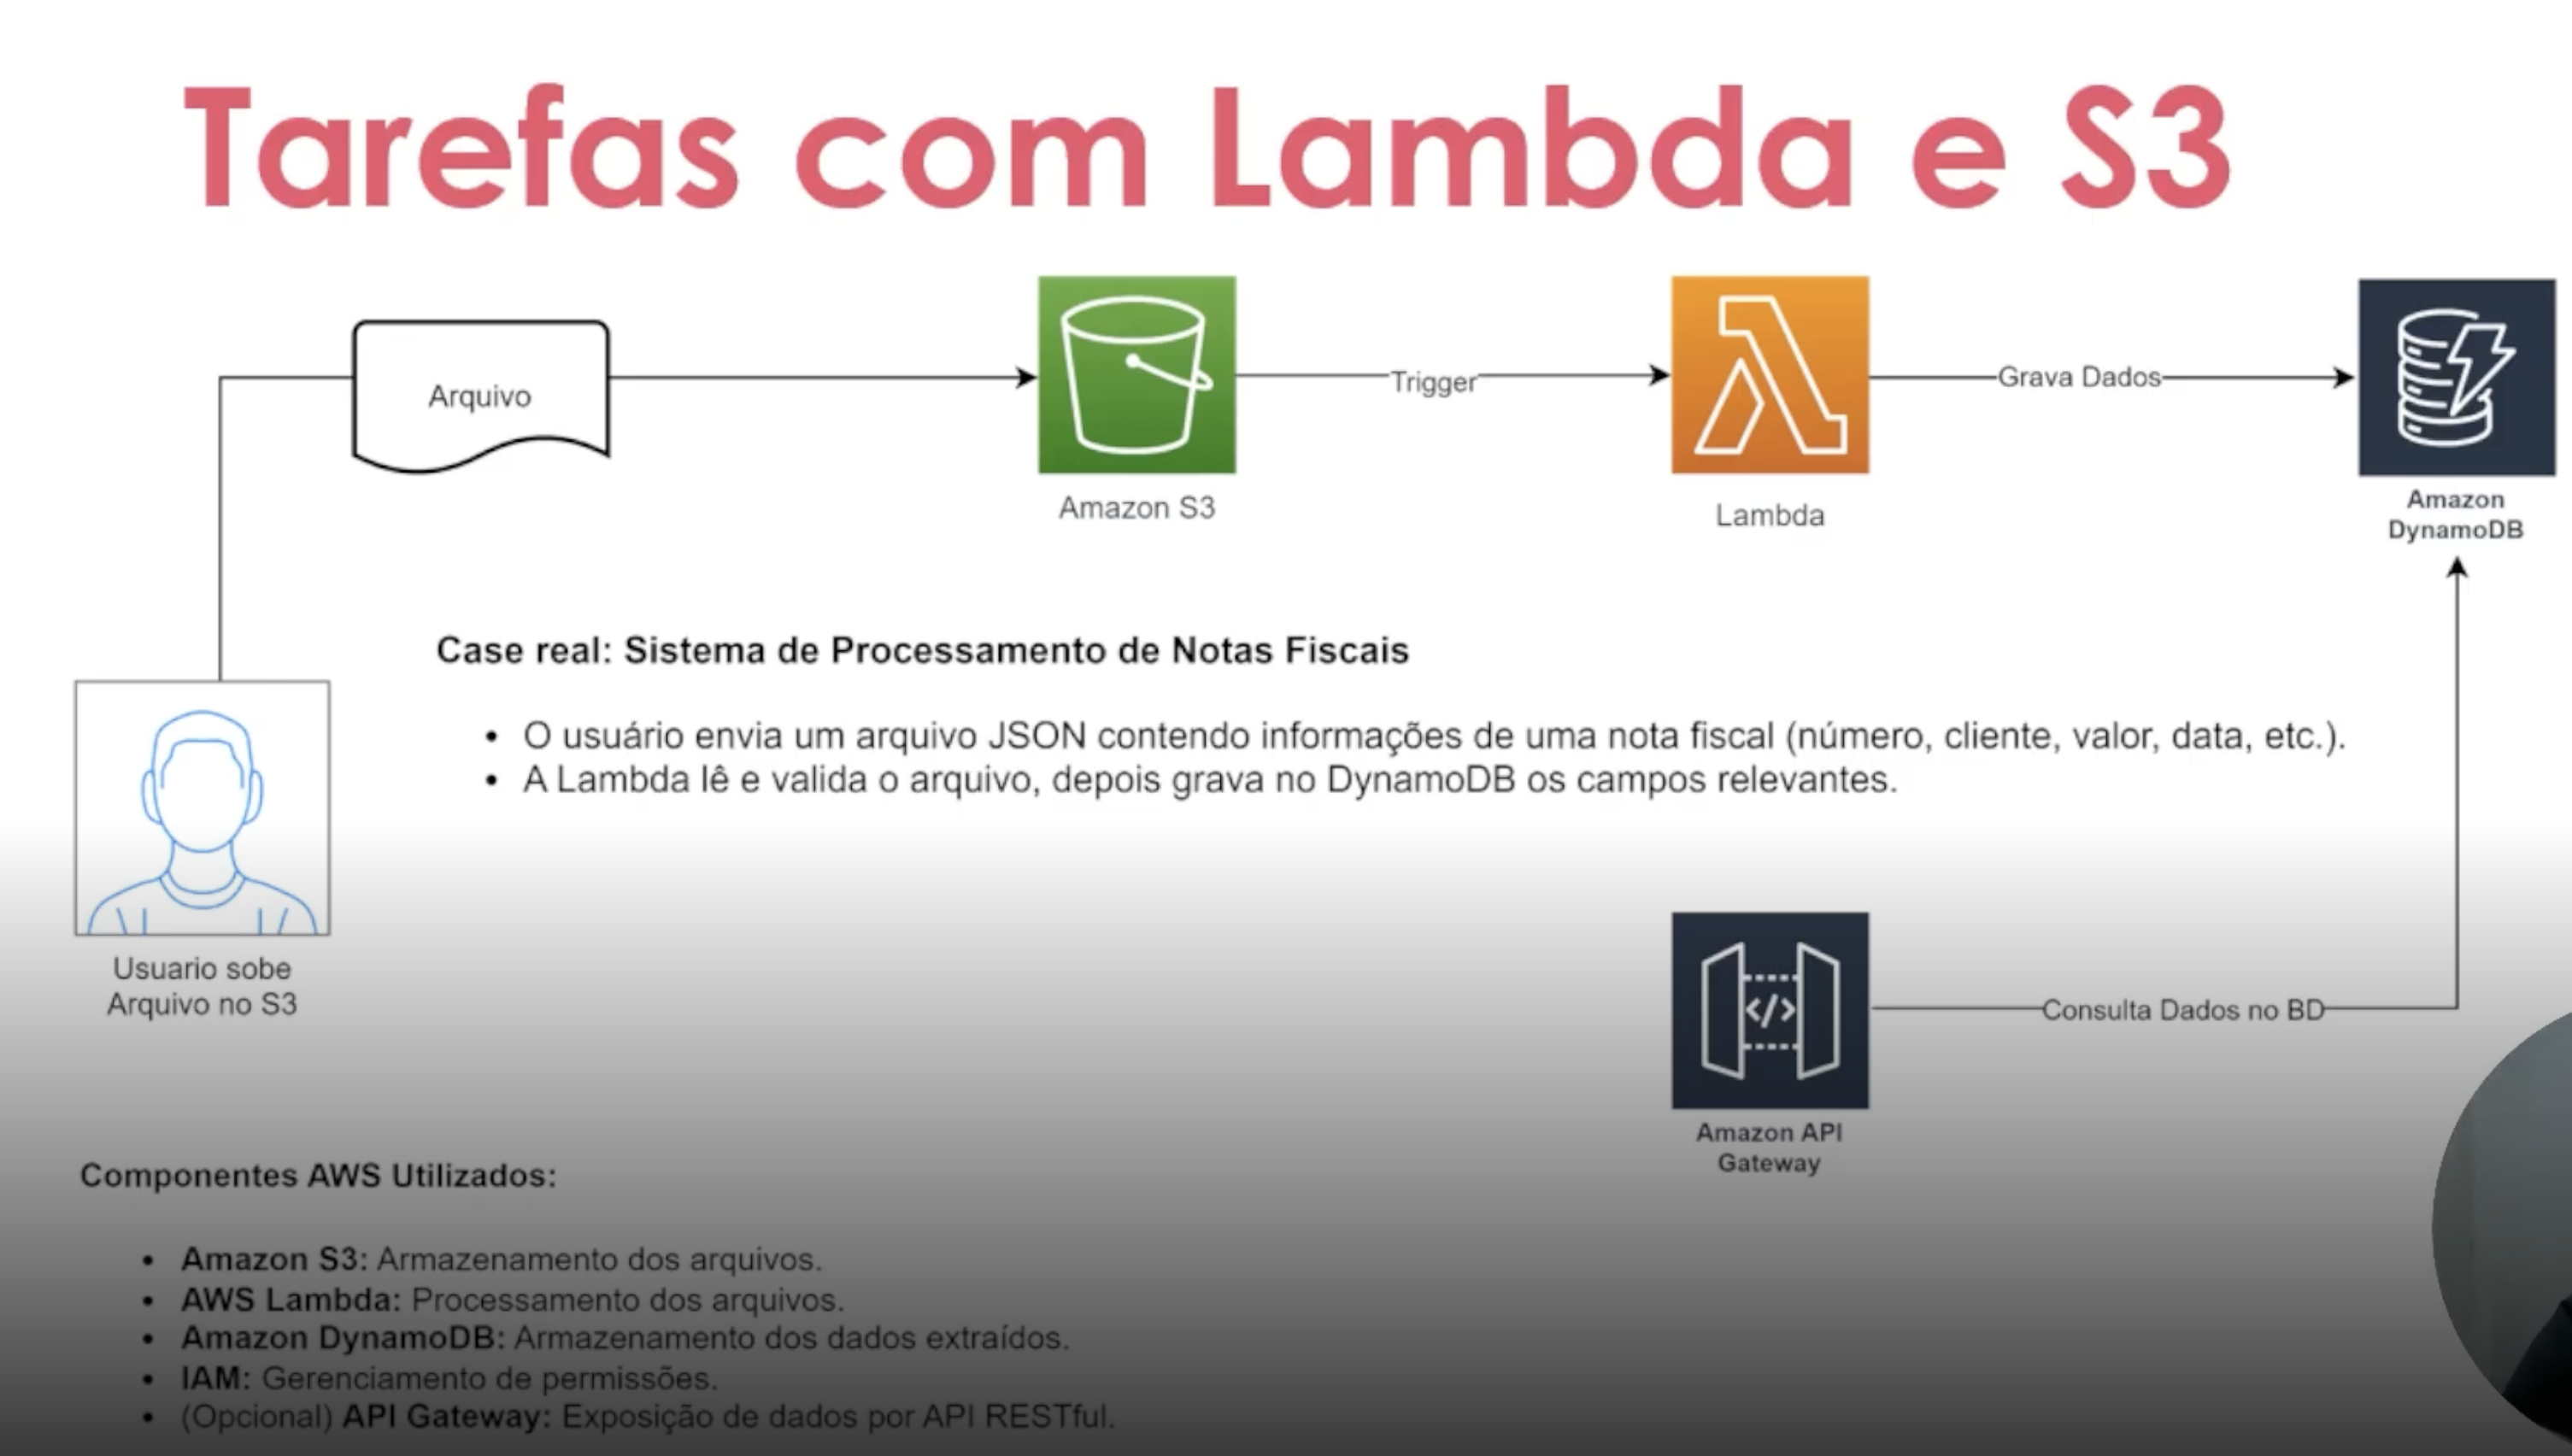 Tarefas com Lambda e S3
Arquivo
Trigger
Grava Dados
Amazon S3
Lambda
Amazon
DynamoDB
Case real: Sistema de Processamento de Notas Fiscais
• O usuário envia um arquivo JSON contendo informações de uma nota fiscal (número, cliente, valor, data, etc.).
• A Lambda lê e valida o arquivo, depois grava no DynamoDB os campos relevantes.
Usuario sobe
Arquivo no S3
</>
Consulta Dados no BD
Amazon API
Gateway
Componentes AWS Utilizados:
• Amazon S3: Armazenamento dos arquivos.
• AWS Lambda: Processamento dos arquivos.
• Amazon DynamoDB: Armazenamento dos dados extraídos.
• IAM: Gerenciamento de permissões.
• (Opcional) API Gateway: Exposição de dados por API RESTful.